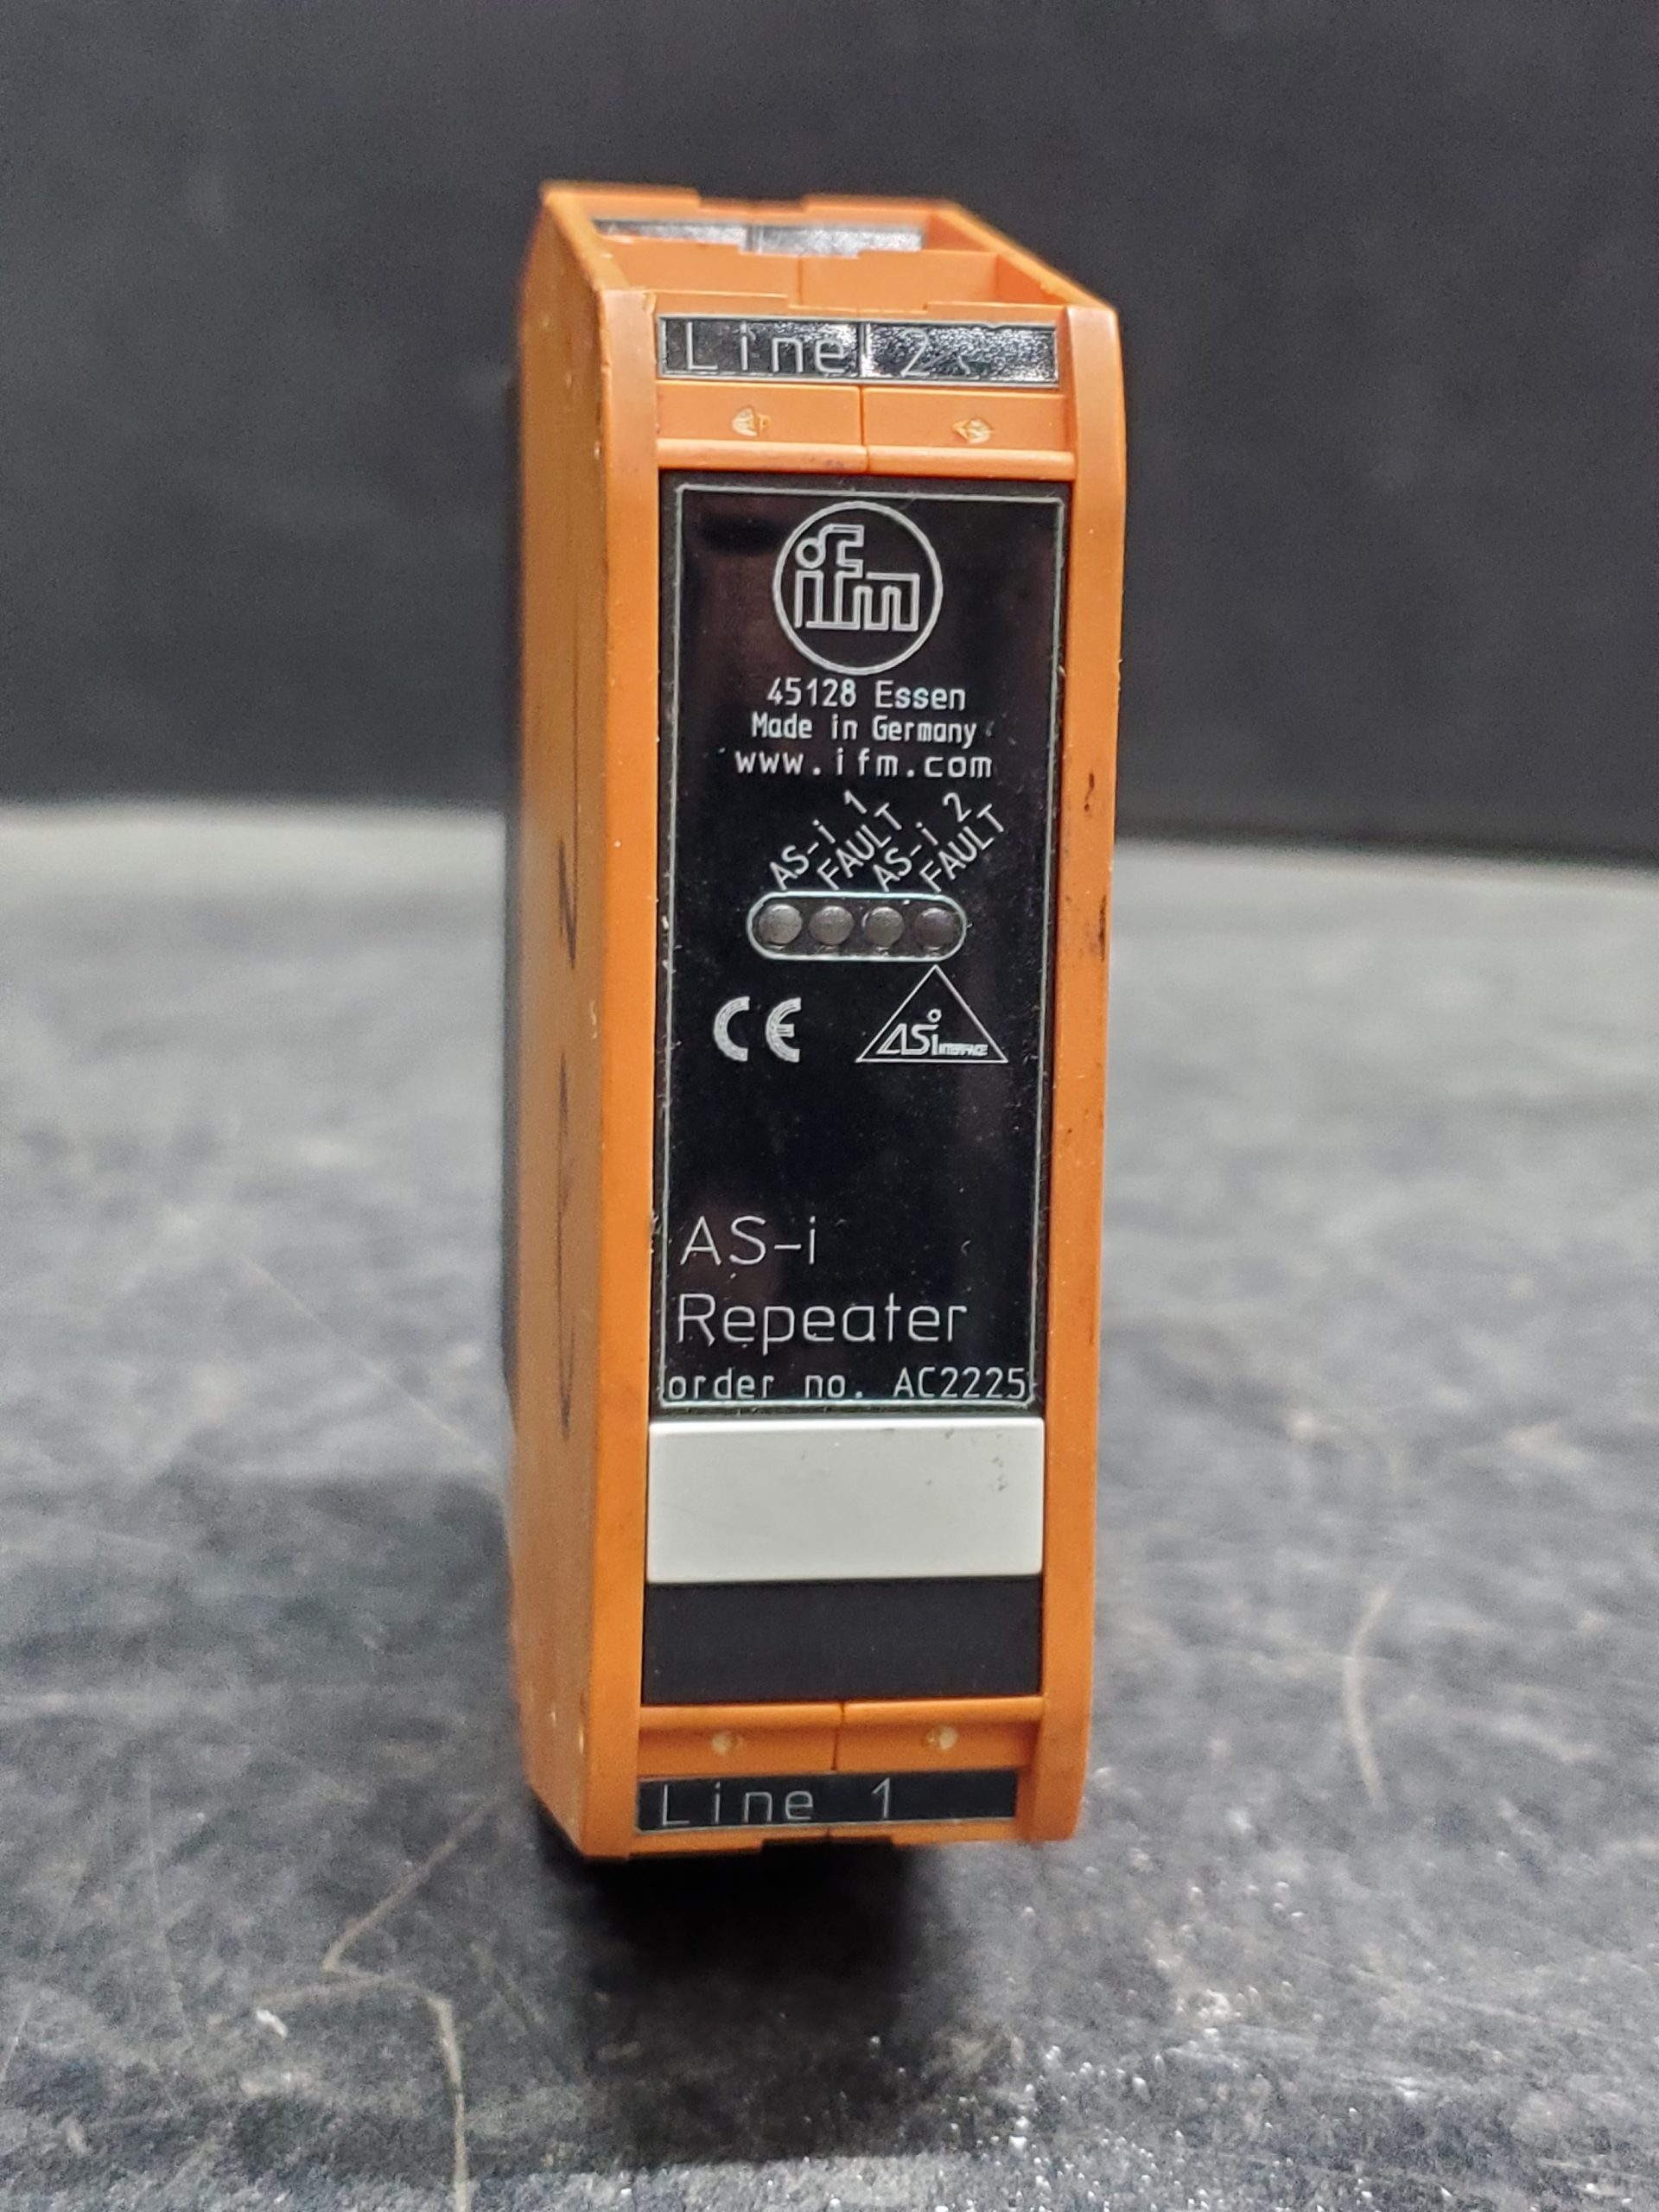 Line 2
ifm
45128 Essen
Made in Germany
www.ifm.com
AS-i 1
FAULT
AS-i 2
FAULT
CE
ASi INTERFACE
AS-i
Repeater
order no. AC2225
Line 1